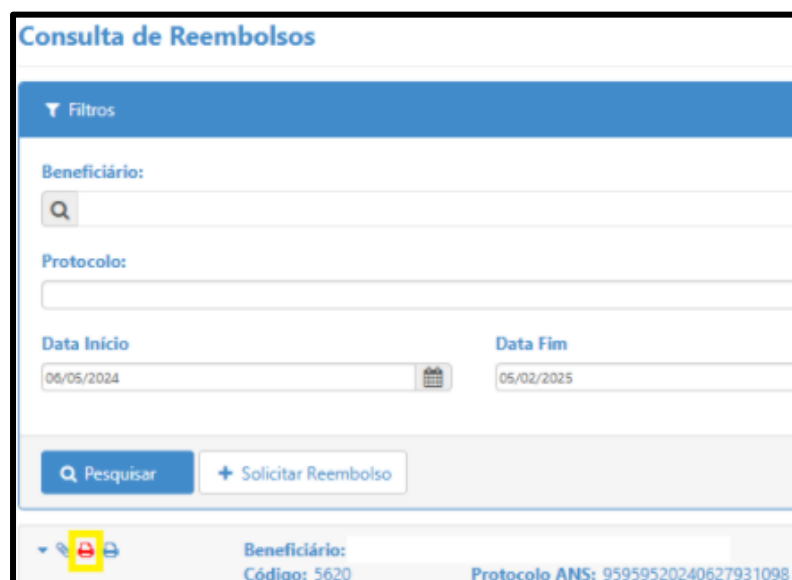 Consulta de Reembolsos
Filtros
Beneficiário:
Protocolo:
Data Início Data Fim
06/05/2024 05/02/2025
Pesquisar + Solicitar Reembolso
Beneficiário:
Código: 5620 Protocolo ANS: 95959520240627931098